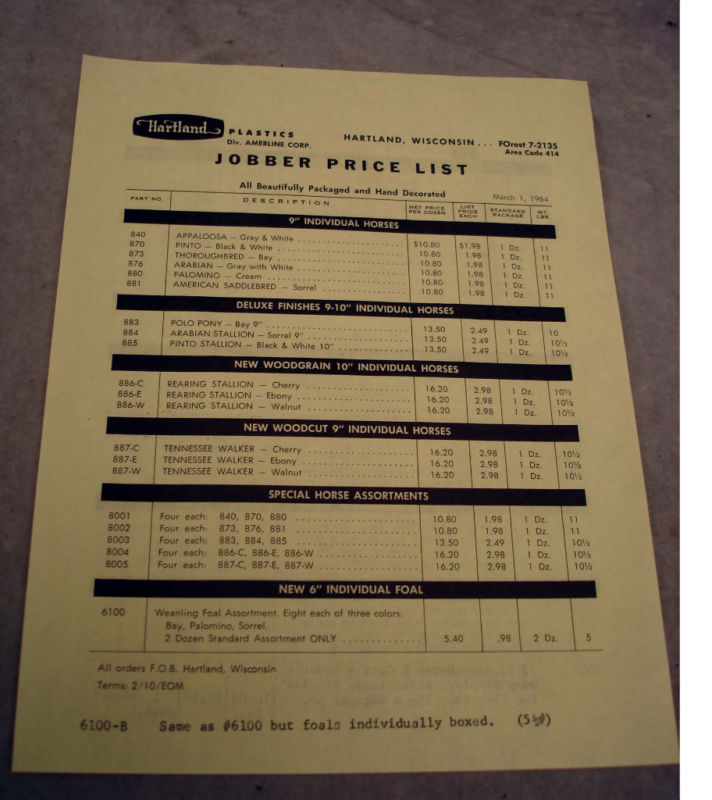 Hartland PLASTICS
Div. AMERLINE CORP.
HARTLAND, WISCONSIN... FOrest 7-2135
Area Code 414
JOBBER PRICE LIST
All Beautifully Packaged and Hand Decorated
March 1, 1964
PART NO. DESCRIPTION NET PRICE PER DOZEN LIST PRICE EACH STANDARD PACKAGE WT. LBS.
9" INDIVIDUAL HORSES
840 APPALOOSA — Gray & White $10.80 $1.98 1 Dz. 11
870 PINTO — Black & White 10.80 1.98 1 Dz. 11
873 THOROUGHBRED — Bay 10.80 1.98 1 Dz. 11
876 ARABIAN — Gray with White 10.80 1.98 1 Dz. 11
880 PALOMINO — Cream 10.80 1.98 1 Dz. 11
881 AMERICAN SADDLEBRED — Sorrel 10.80 1.98 1 Dz. 11
DELUXE FINISHES 9-10" INDIVIDUAL HORSES
883 POLO PONY — Bay 9" 13.50 2.49 1 Dz. 10
884 ARABIAN STALLION — Sorrel 9" 13.50 2.49 1 Dz. 10½
885 PINTO STALLION — Black & White 10" 13.50 2.49 1 Dz. 10½
NEW WOODGRAIN 10" INDIVIDUAL HORSES
886-C REARING STALLION — Cherry 16.20 2.98 1 Dz. 10½
886-E REARING STALLION — Ebony 16.20 2.98 1 Dz. 10½
886-W REARING STALLION — Walnut 16.20 2.98 1 Dz. 10½
NEW WOODCUT 9" INDIVIDUAL HORSES
887-C TENNESSEE WALKER — Cherry 16.20 2.98 1 Dz. 10½
887-E TENNESSEE WALKER — Ebony 16.20 2.98 1 Dz. 10½
887-W TENNESSEE WALKER — Walnut 16.20 2.98 1 Dz. 10½
SPECIAL HORSE ASSORTMENTS
8001 Four each: 840, 870, 880 10.80 1.98 1 Dz. 11
8002 Four each: 873, 876, 881 10.80 1.98 1 Dz. 11
8003 Four each: 883, 884, 885 13.50 2.49 1 Dz. 10½
8004 Four each: 886-C, 886-E, 886-W 16.20 2.98 1 Dz. 10½
8005 Four each: 887-C, 887-E, 887-W 16.20 2.98 1 Dz. 10½
NEW 6" INDIVIDUAL FOAL
6100 Weanling Foal Assortment. Eight each of three colors:
Bay, Palomino, Sorrel.
2 Dozen Standard Assortment ONLY 5.40 .98 2 Dz. 5
All orders F.O.B. Hartland, Wisconsin
Terms: 2/10/EOM
6100-B Same as #6100 but foals individually boxed. (5½#)